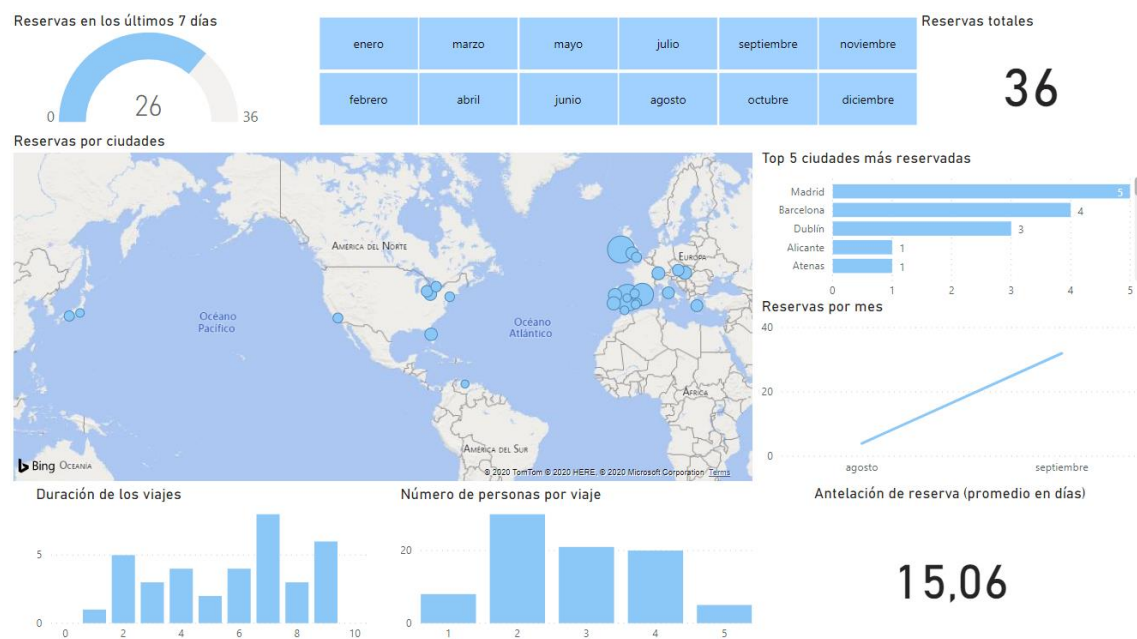 Reservas en los últimos 7 días
26
0
36
enero
marzo
mayo
julio
septiembre
noviembre
febrero
abril
junio
agosto
octubre
diciembre
Reservas totales
36
Reservas por ciudades
AMÉRICA DEL NORTE
EUROPA
Océano
Pacífico
Océano
Atlántico
ÁFRICA
AMÉRICA DEL SUR
Bing
OCEANÍA
© 2020 TomTom © 2020 HERE, © 2020 Microsoft Corporation Terms
Top 5 ciudades más reservadas
Madrid 5
Barcelona 4
Dublín 3
Alicante 1
Atenas 1
0 1 2 3 4 5
Reservas por mes
40
20
0
agosto septiembre
Duración de los viajes
5
0
0 2 4 6 8 10
Número de personas por viaje
20
0
1 2 3 4 5
Antelación de reserva (promedio en días)
15,06